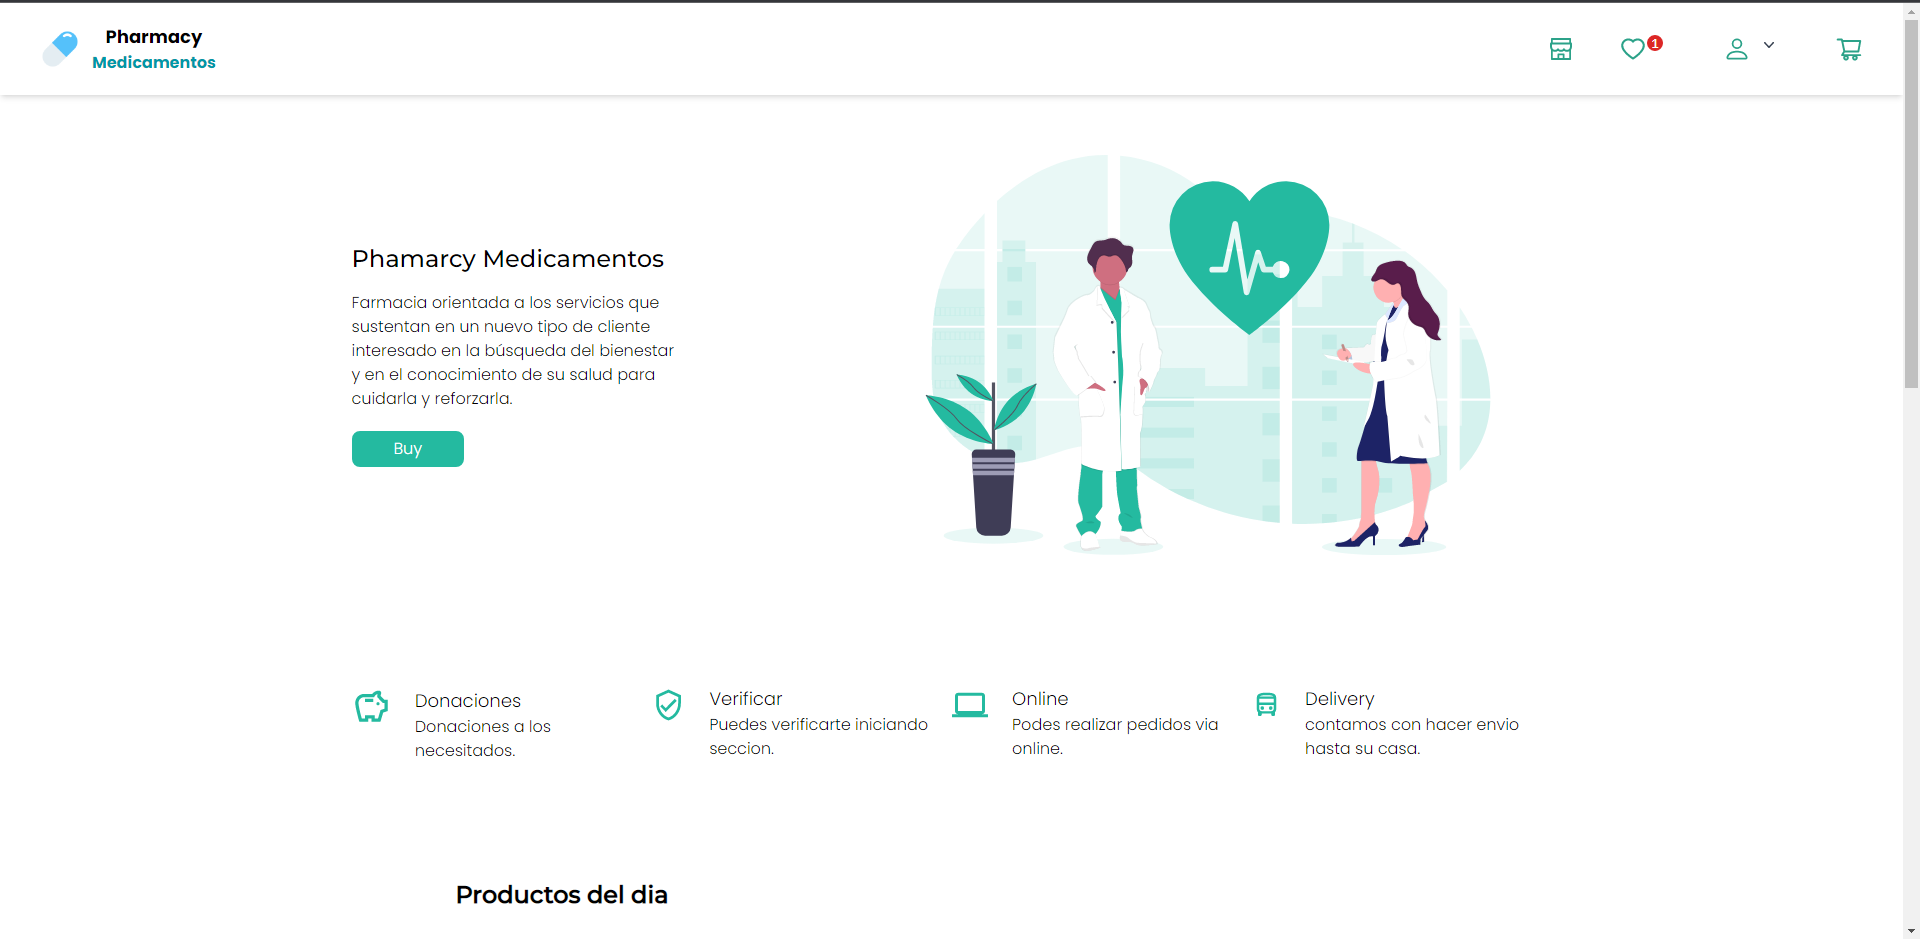 Pharmacy
Medicamentos
1
Phamarcy Medicamentos
Farmacia orientada a los servicios que
sustentan en un nuevo tipo de cliente
interesado en la búsqueda del bienestar
y en el conocimiento de su salud para
cuidarla y reforzarla.
Buy
Donaciones
Donaciones a los
necesitados.
Verificar
Puedes verificarte iniciando
seccion.
Online
Podes realizar pedidos via
online.
Delivery
contamos con hacer envio
hasta su casa.
Productos del dia